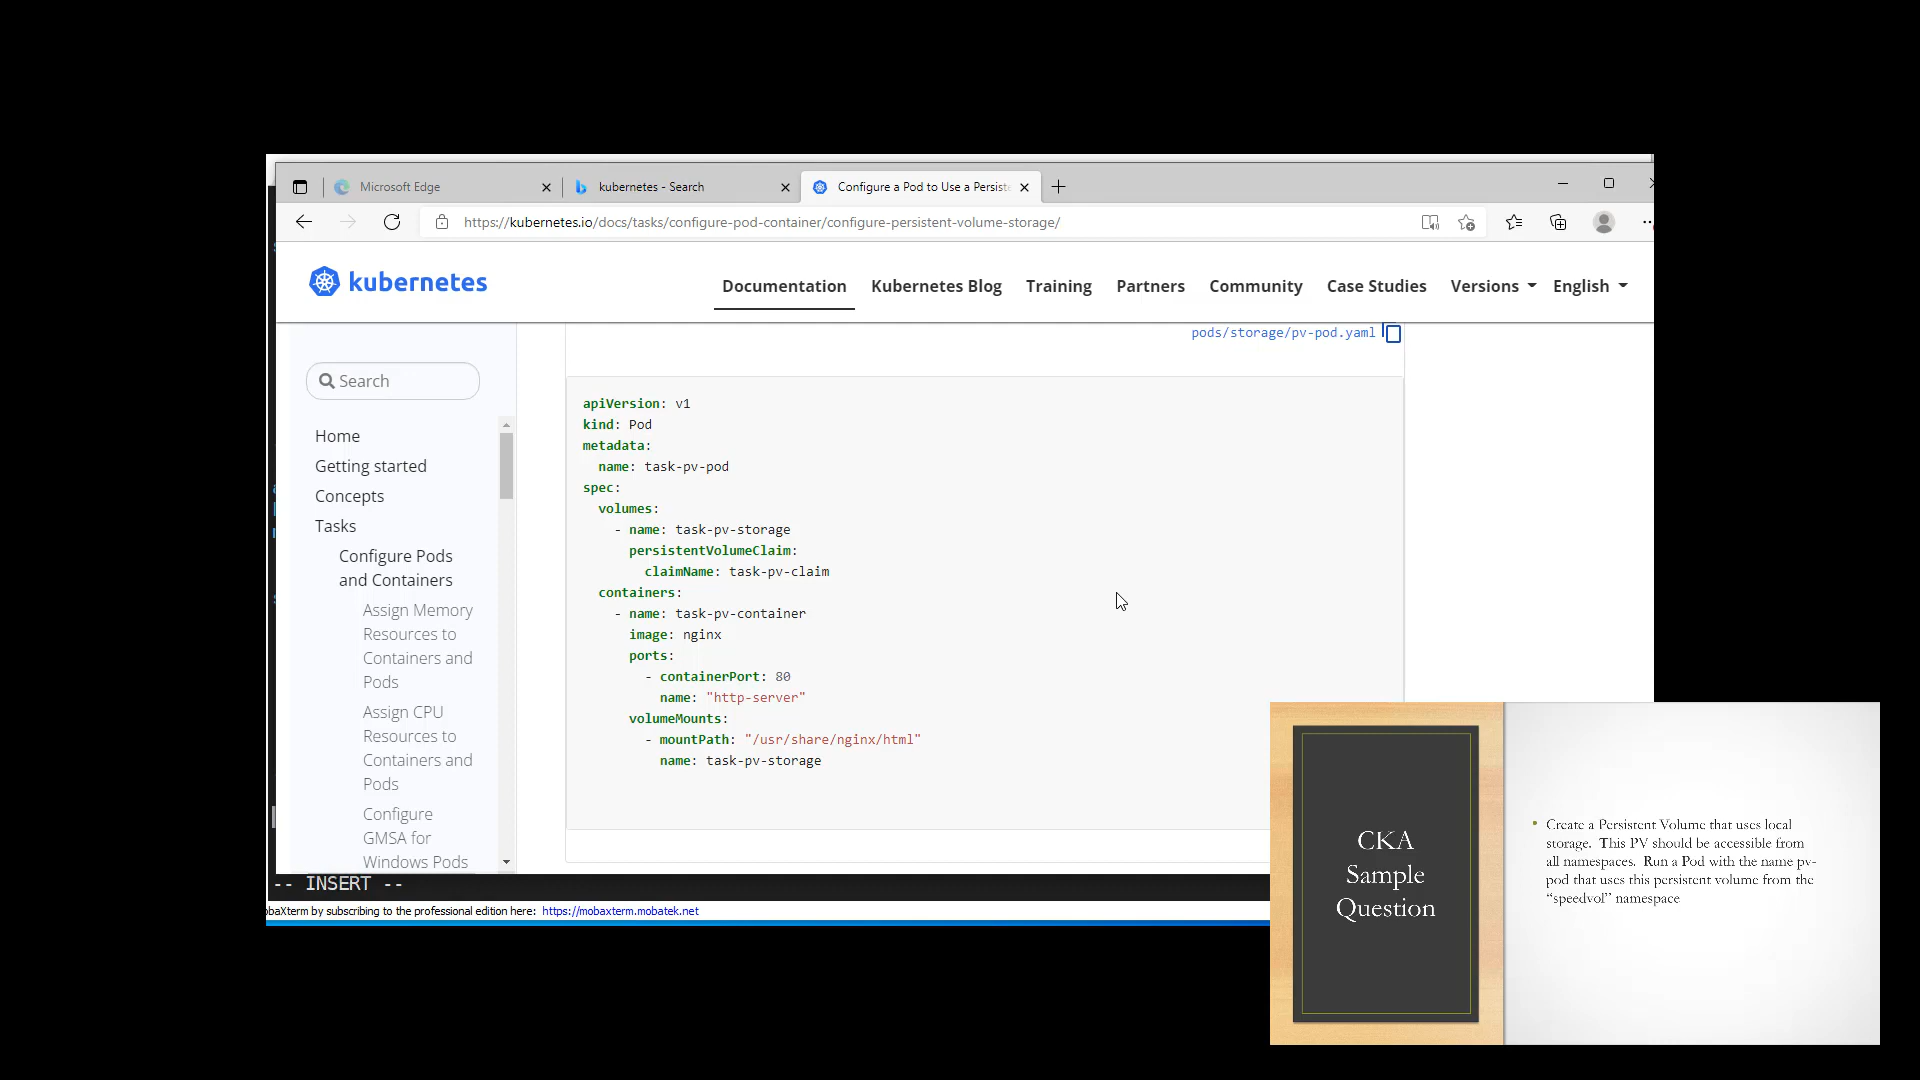 Microsoft Edge
kubernetes - Search
Configure a Pod to Use a Persist
https://kubernetes.io/docs/tasks/configure-pod-container/configure-persistent-volume-storage/
kubernetes
Documentation
Kubernetes Blog
Training
Partners
Community
Case Studies
Versions
English
Search
Home
Getting started
Concepts
Tasks
Configure Pods
and Containers
Assign Memory
Resources to
Containers and
Pods
Assign CPU
Resources to
Containers and
Pods
Configure
GMSA for
Windows Pods
pods/storage/pv-pod.yaml
apiVersion: v1
kind: Pod
metadata:
  name: task-pv-pod
spec:
  volumes:
    - name: task-pv-storage
      persistentVolumeClaim:
        claimName: task-pv-claim
  containers:
    - name: task-pv-container
      image: nginx
      ports:
        - containerPort: 80
          name: "http-server"
      volumeMounts:
        - mountPath: "/usr/share/nginx/html"
          name: task-pv-storage
-- INSERT --
obaXterm by subscribing to the professional edition here: https://mobaxterm.mobatek.net
CKA
Sample
Question
• Create a Persistent Volume that uses local
storage. This PV should be accessible from
all namespaces. Run a Pod with the name pv-
pod that uses this persistent volume from the
“speedvol” namespace